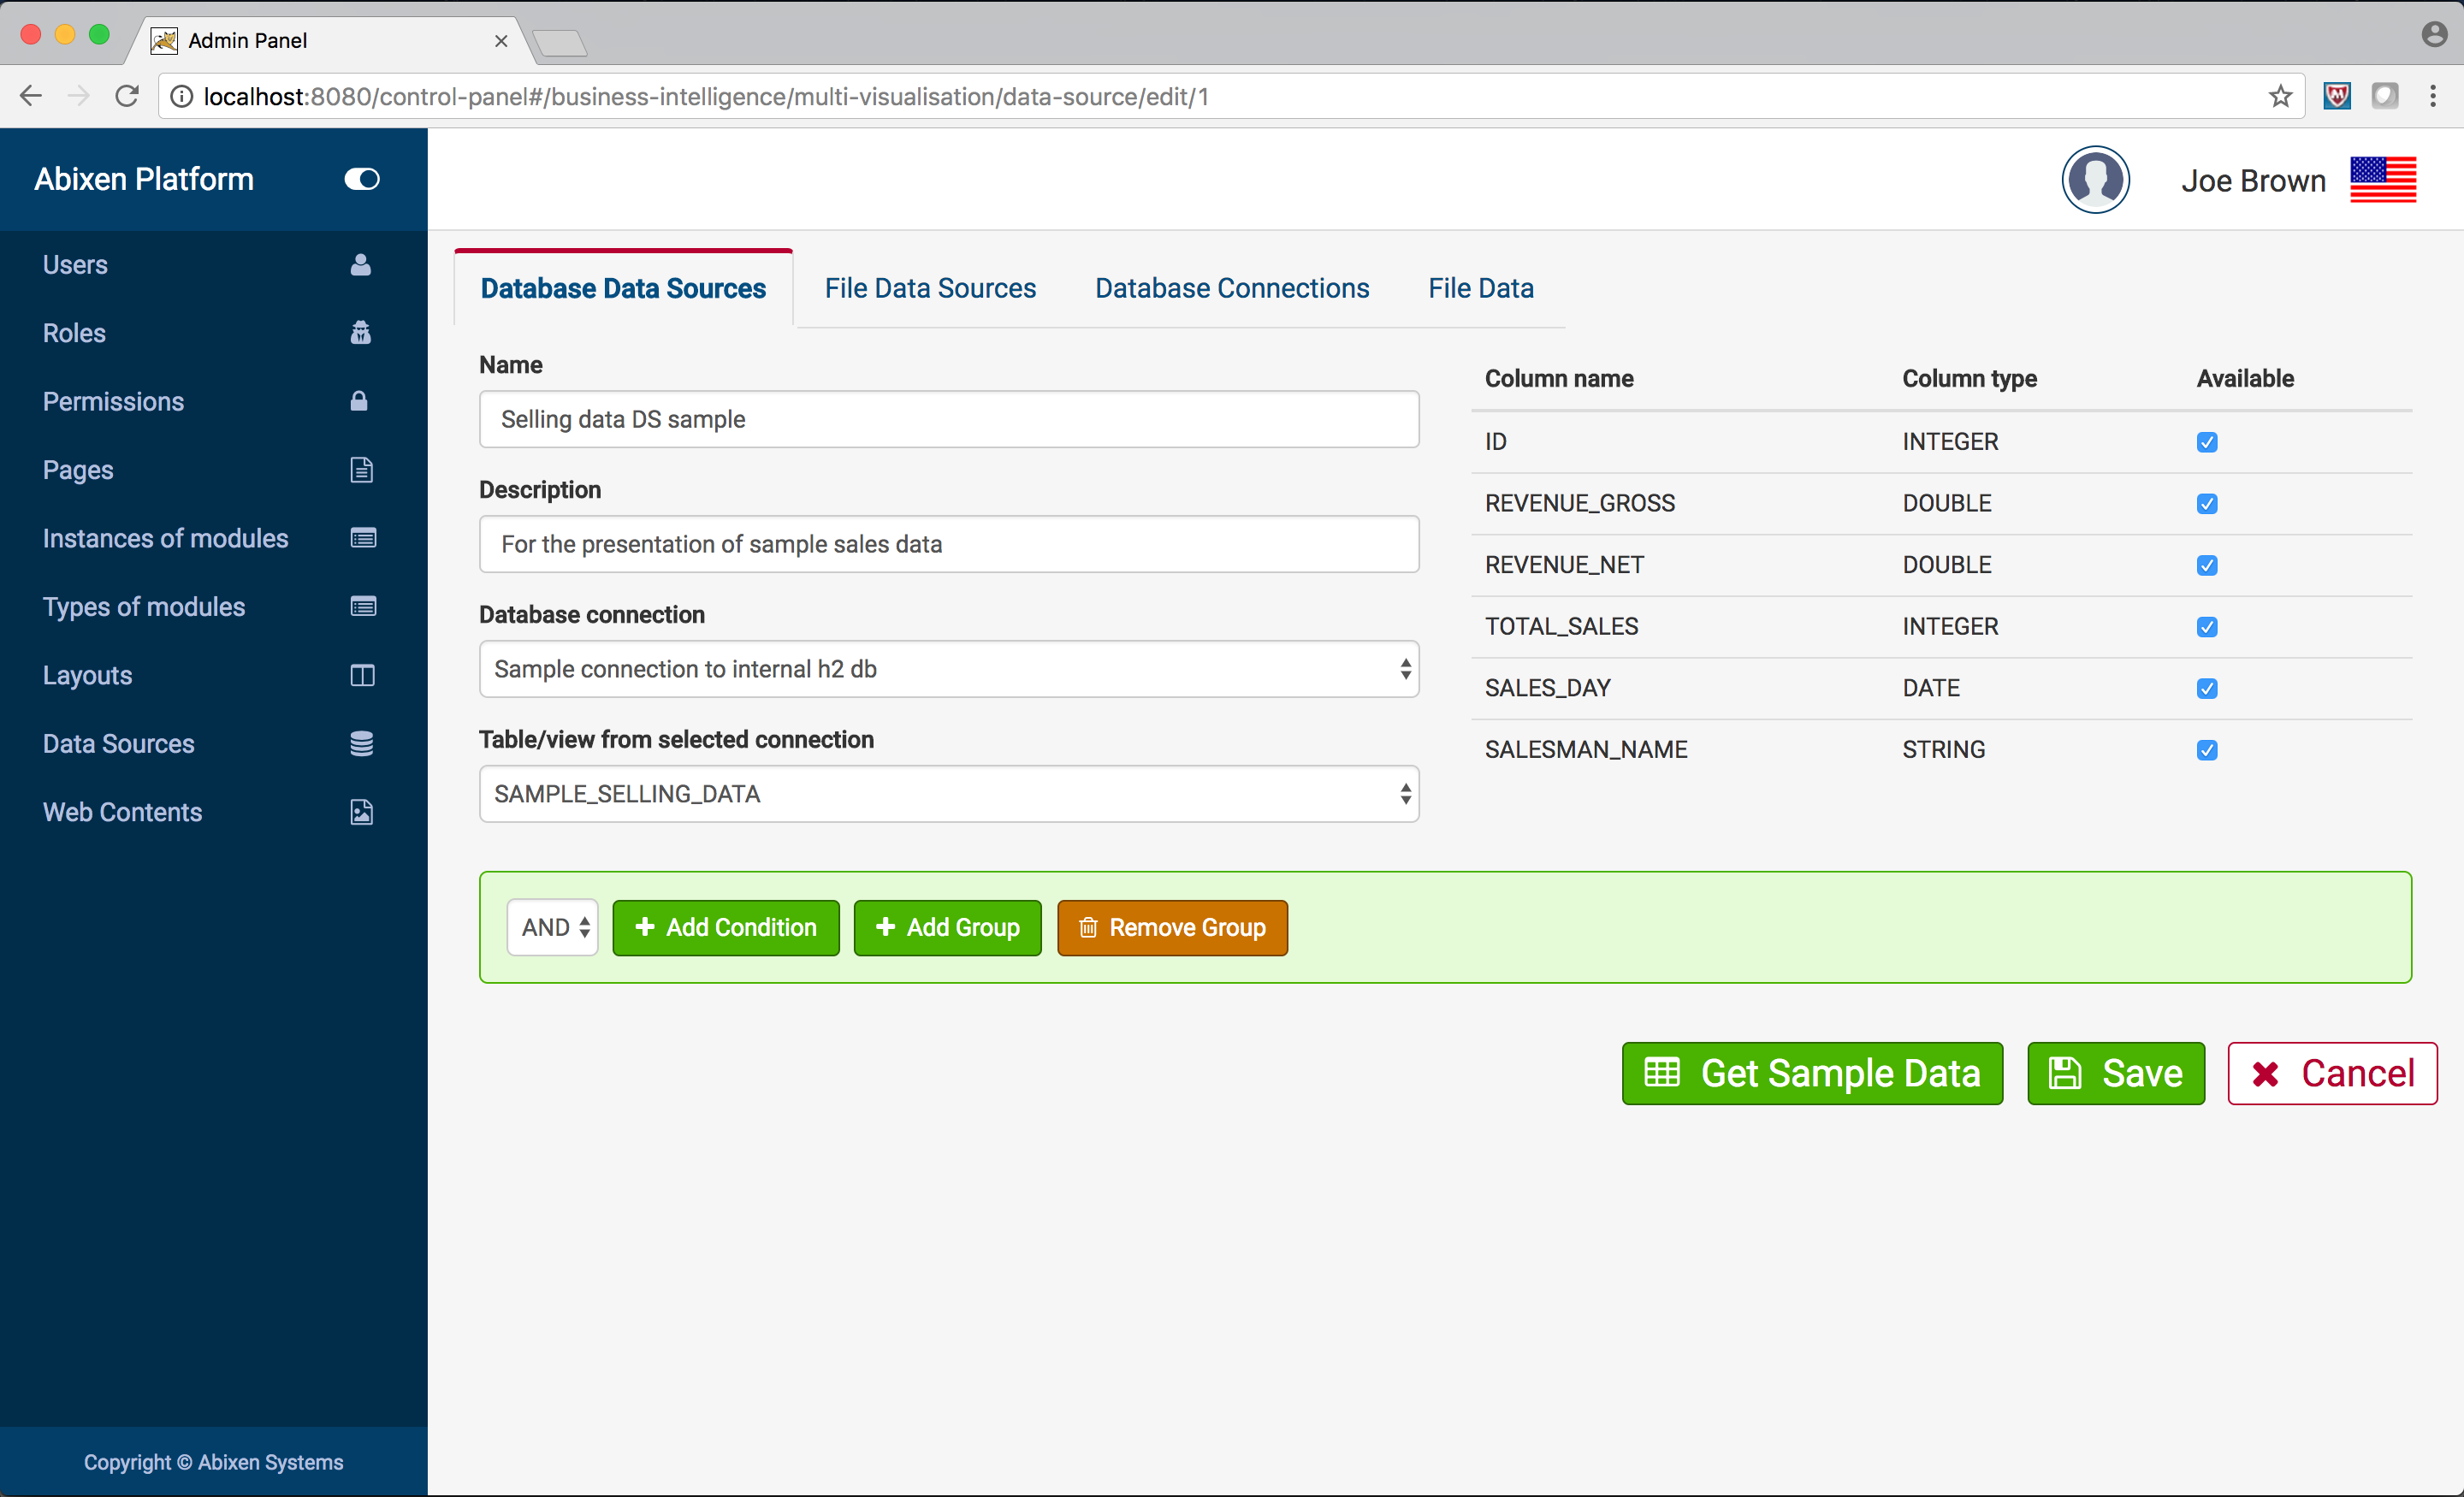 Admin Panel
localhost:8080/control-panel#/business-intelligence/multi-visualisation/data-source/edit/1
Abixen Platform
Joe Brown
Users
Roles
Permissions
Pages
Instances of modules
Types of modules
Layouts
Data Sources
Web Contents
Copyright © Abixen Systems
Database Data Sources File Data Sources Database Connections File Data
Name
Selling data DS sample
Description
For the presentation of sample sales data
Database connection
Sample connection to internal h2 db
Table/view from selected connection
SAMPLE_SELLING_DATA
Column name Column type Available
ID INTEGER
REVENUE_GROSS DOUBLE
REVENUE_NET DOUBLE
TOTAL_SALES INTEGER
SALES_DAY DATE
SALESMAN_NAME STRING
AND Add Condition Add Group Remove Group
Get Sample Data Save Cancel